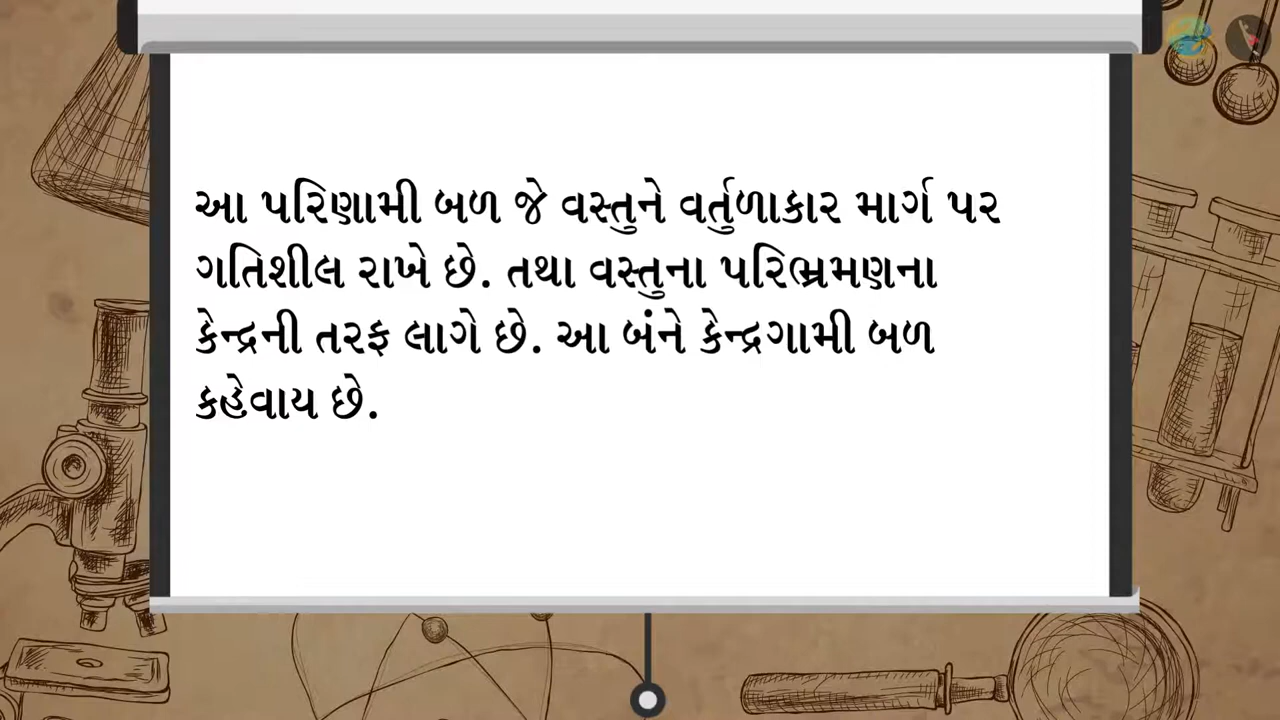 આ પરિણામી બળ જે વસ્તુને વર્તુળાકાર માર્ગ પર
ગતિશીલ રાખે છે. તથા વસ્તુના પરિભ્રમણના
કેન્દ્રની તરફ લાગે છે. આ બંને કેન્દ્રગામી બળ
કહેવાય છે.